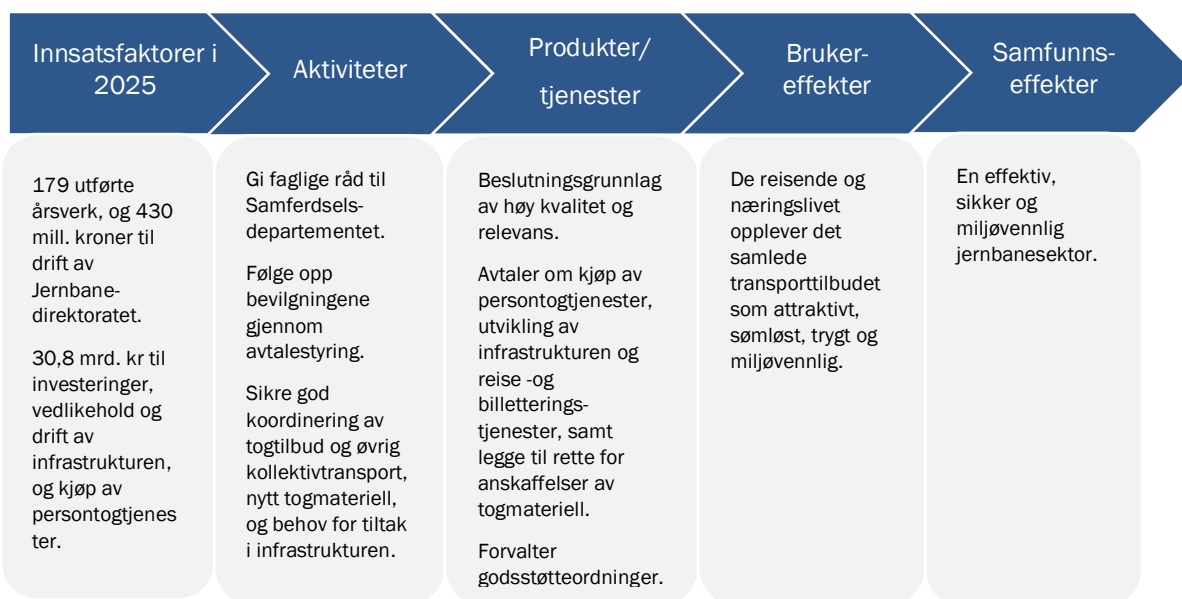 Innsatsfaktorer i
2025
Aktiviteter
Produkter/
tjenester
Bruker-
effekter
Samfunns-
effekter
179 utførte
årsverk, og 430
mill. kroner til
drift av
Jernbane-
direktoratet.
30,8 mrd. kr til
investeringer,
vedlikehold og
drift av
infrastrukturen,
og kjøp av
persontogtjenes
ter.
Gi faglige råd til
Samferdsels-
departementet.
Følge opp
bevilgningene
gjennom
avtalestyring.
Sikre god
koordinering av
togtilbud og øvrig
kollektivtransport,
nytt togmateriell,
og behov for tiltak
i infrastrukturen.
Beslutningsgrunnlag
av høy kvalitet og
relevans.
Avtaler om kjøp av
persontogtjenester,
utvikling av
infrastrukturen og
reise -og
billetterings-
tjenester, samt
legge til rette for
anskaffelser av
togmateriell.
Forvalter
godsstøtteordninger.
De reisende og
næringslivet
opplever det
samlede
transporttilbudet
som attraktivt,
sømløst, trygt og
miljøvennlig.
En effektiv,
sikker og
miljøvennlig
jernbanesektor.